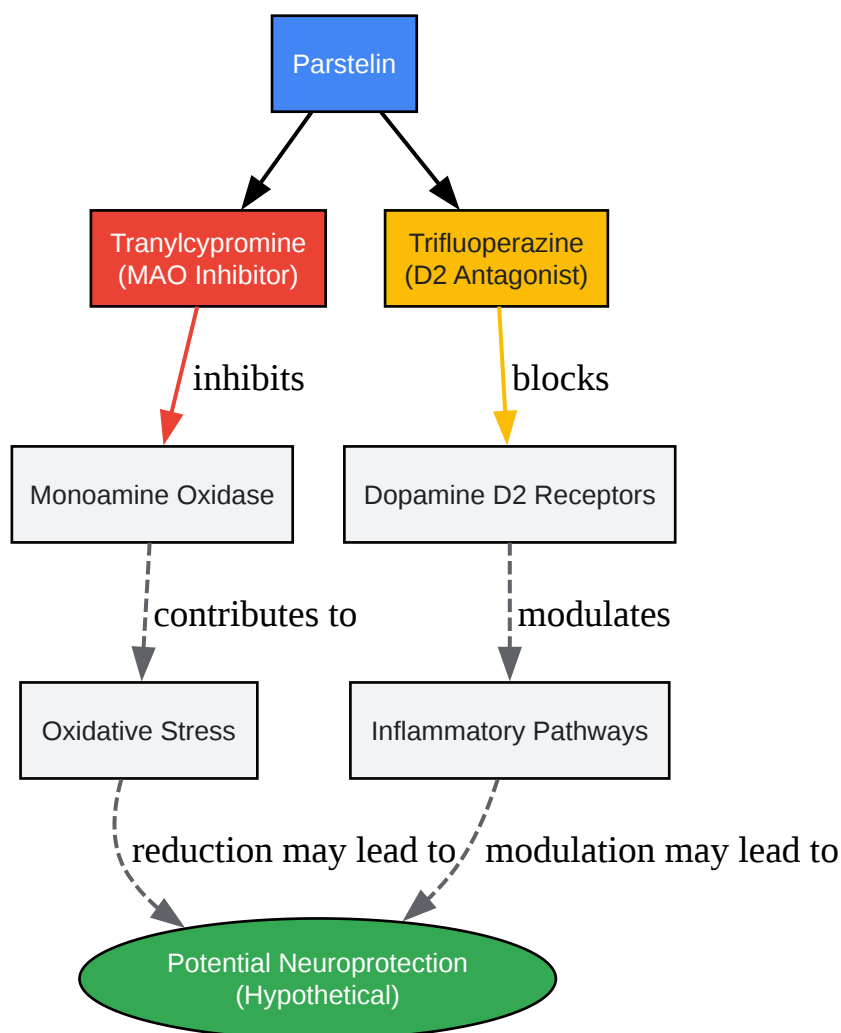 Parstelin
Tranylcypromine
(MAO Inhibitor)
Trifluoperazine
(D2 Antagonist)
inhibits
blocks
Monoamine Oxidase
Dopamine D2 Receptors
contributes to
modulates
Oxidative Stress
Inflammatory Pathways
reduction may lead to
modulation may lead to
Potential Neuroprotection
(Hypothetical)